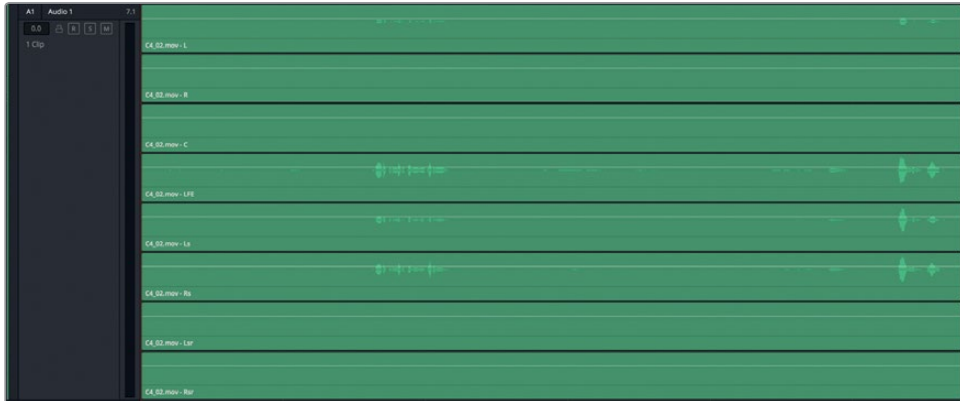 A1 Audio 1 7.1
0.0 R S M
1 Clip
C4_02.mov - L
C4_02.mov - R
C4_02.mov - C
C4_02.mov - LFE
C4_02.mov - Ls
C4_02.mov - Rs
C4_02.mov - Lsr
C4_02.mov - Rsr